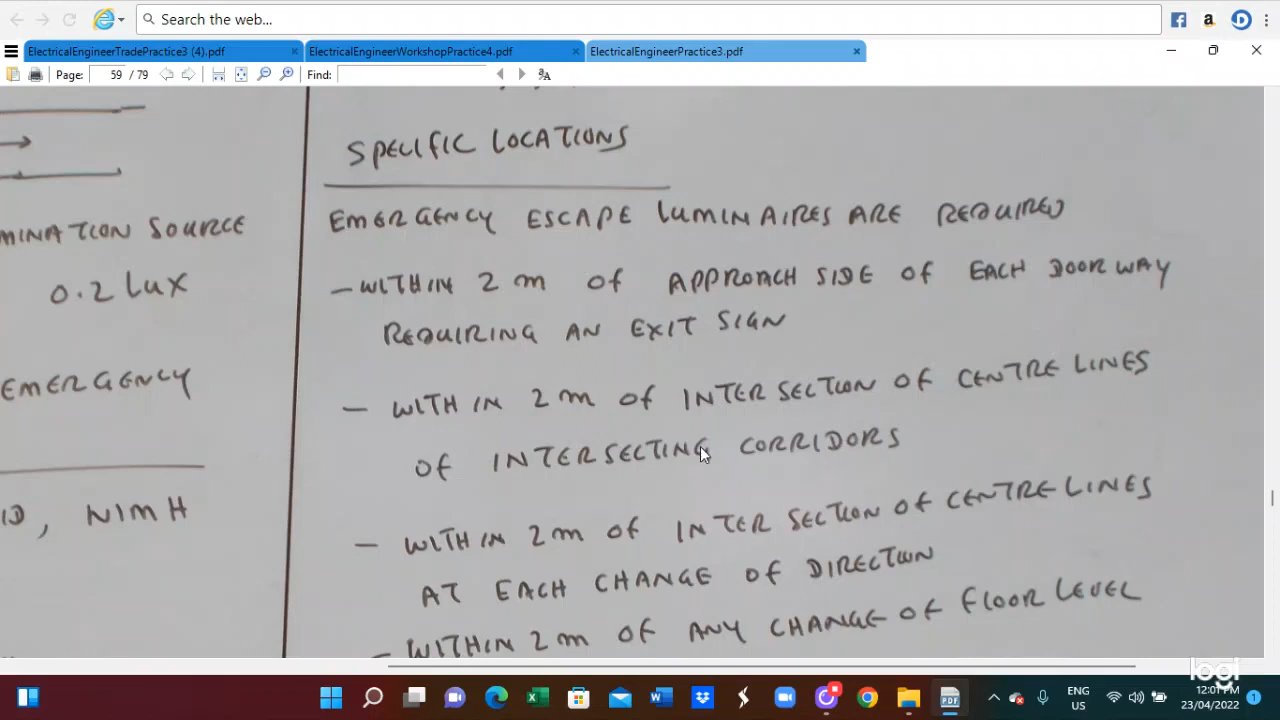 Search the web...
ElectricalEngineerTradePractice3 (4).pdf
ElectricalEngineerWorkshopPractice4.pdf
ElectricalEngineerPractice3.pdf
Page: 59 / 79 Find:
SPECIFIC LOCATIONS
EMERGENCY ESCAPE LUMINAIRES ARE REQUIRED
- WITHIN 2 m OF APPROACH SIDE OF EACH DOORWAY
REQUIRING AN EXIT SIGN
- WITHIN 2 m OF INTERSECTION OF CENTRE LINES
OF INTERSECTING CORRIDORS
- WITHIN 2 m OF INTERSECTION OF CENTRE LINES
AT EACH CHANGE OF DIRECTION
- WITHIN 2 m OF ANY CHANGE OF FLOOR LEVEL
MINATION SOURCE
0.2 LUX
EMERGENCY
, NIMH
logi
ENG
US
12:01 PM
23/04/2022